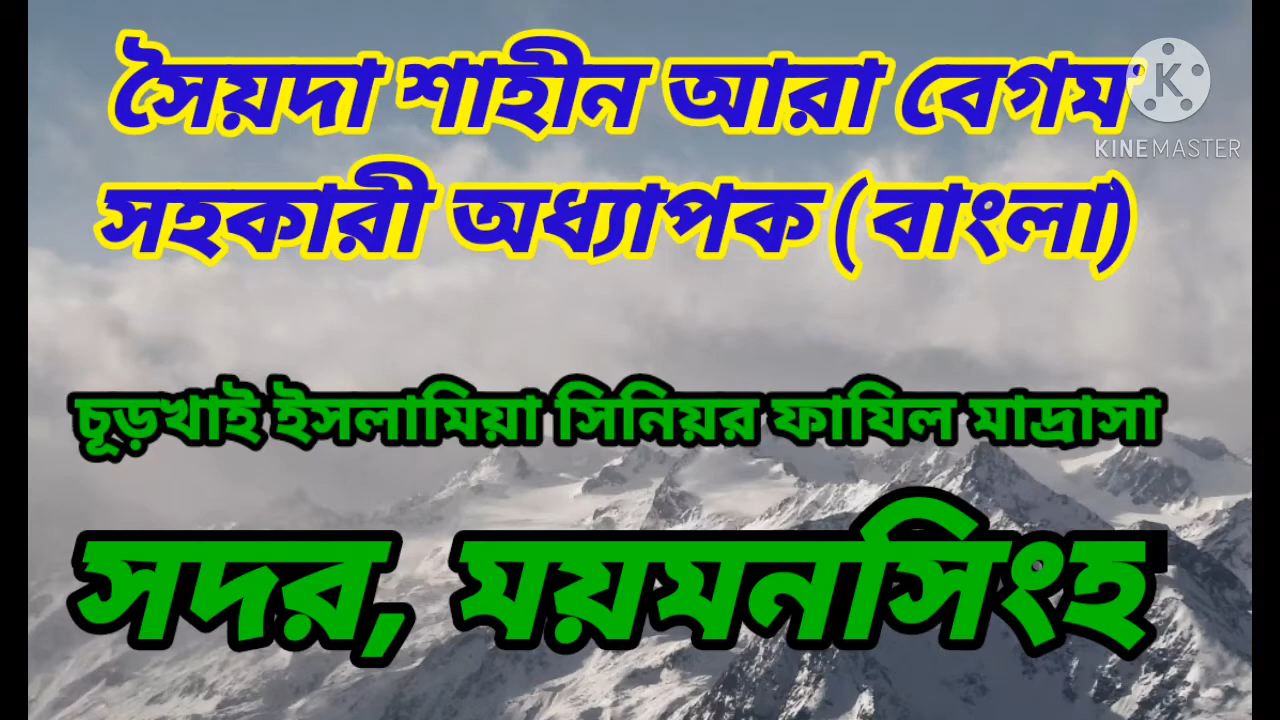 সৈয়দা শাহীন আরা বেগম
K
KINEMASTER
সহকারী অধ্যাপক (বাংলা)
চূড়খাই ইসলামিয়া সিনিয়র ফাযিল মাদ্রাসা
সদর, ময়মনসিংহ